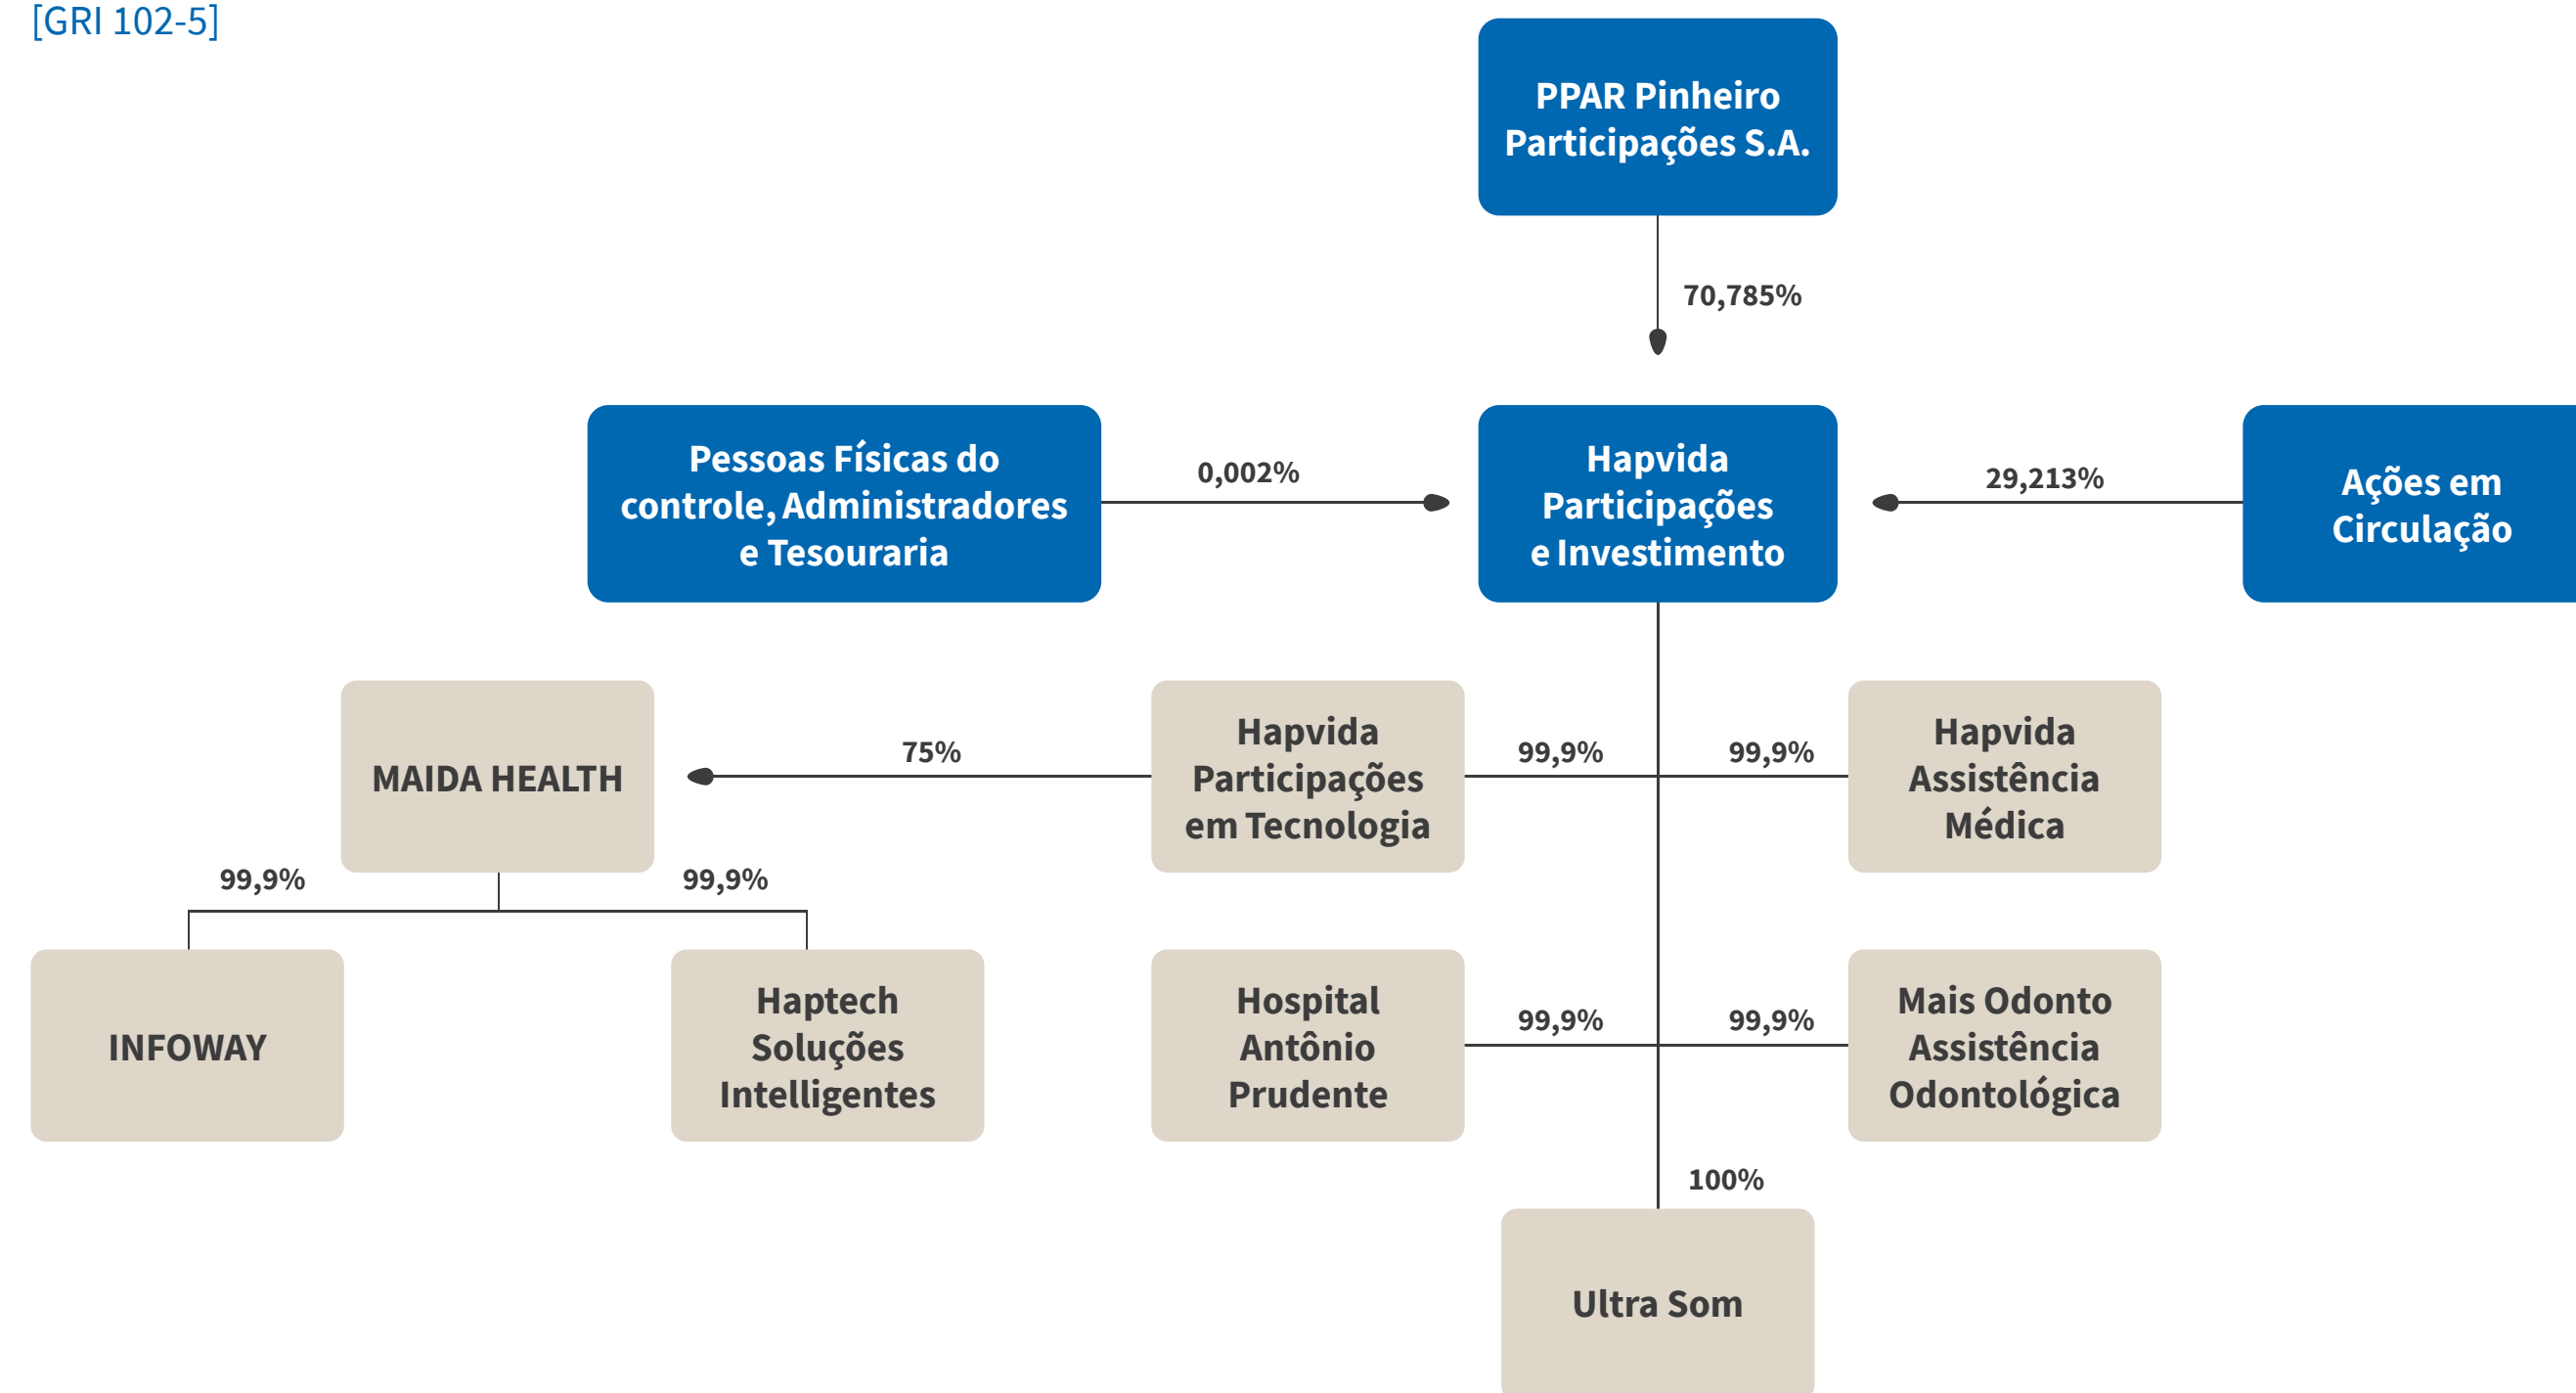 [GRI 102-5]
PPAR Pinheiro
Participações S.A.
70,785%
Pessoas Físicas do
controle, Administradores
e Tesouraria
0,002%
Hapvida
Participações
e Investimento
29,213%
Ações em
Circulação
MAIDA HEALTH
75%
Hapvida
Participações
em Tecnologia
99,9%
99,9%
Hapvida
Assistência
Médica
99,9%
99,9%
INFOWAY
Haptech
Soluções
Intelligentes
Hospital
Antônio
Prudente
99,9%
99,9%
Mais Odonto
Assistência
Odontológica
100%
Ultra Som